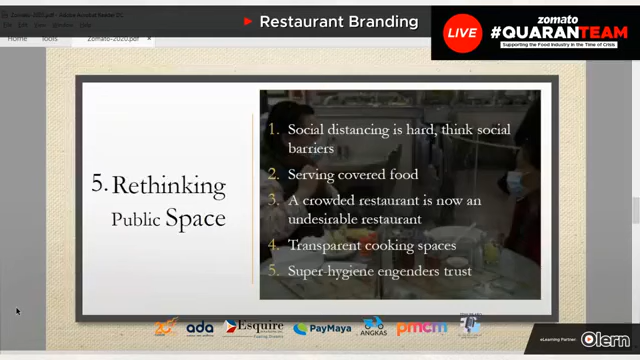 Restaurant Branding
LIVE
zomato
#QUARANTEAM
Supporting the Food Industry in the Time of Crisis
Home Tools Zomato-2020.pdf
5. Rethinking
Public Space
1. Social distancing is hard, think social
barriers
2. Serving covered food
3. A crowded restaurant is now an
undesirable restaurant
4. Transparent cooking spaces
5. Super-hygiene engenders trust
ada
Esquire
PayMaya
ANGKAS
pmcm
eLearning Partner:
Olern